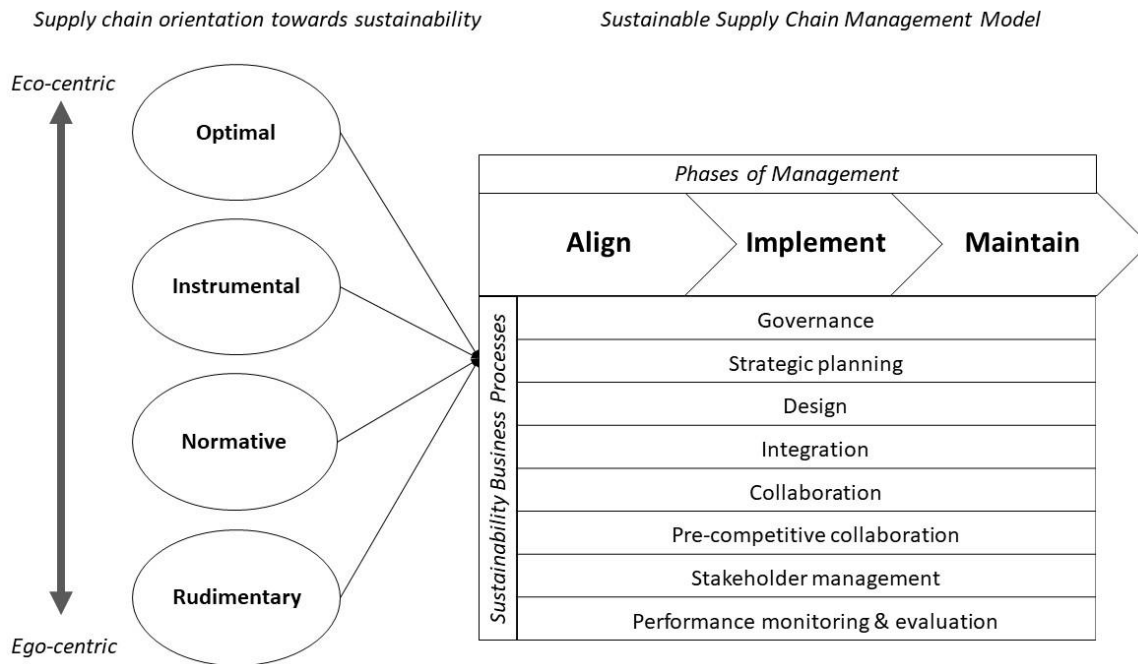 Supply chain orientation towards sustainability
Sustainable Supply Chain Management Model
Eco-centric
Optimal
Instrumental
Normative
Rudimentary
Ego-centric
Phases of Management
Align
Implement
Maintain
Sustainability Business Processes
Governance
Strategic planning
Design
Integration
Collaboration
Pre-competitive collaboration
Stakeholder management
Performance monitoring & evaluation